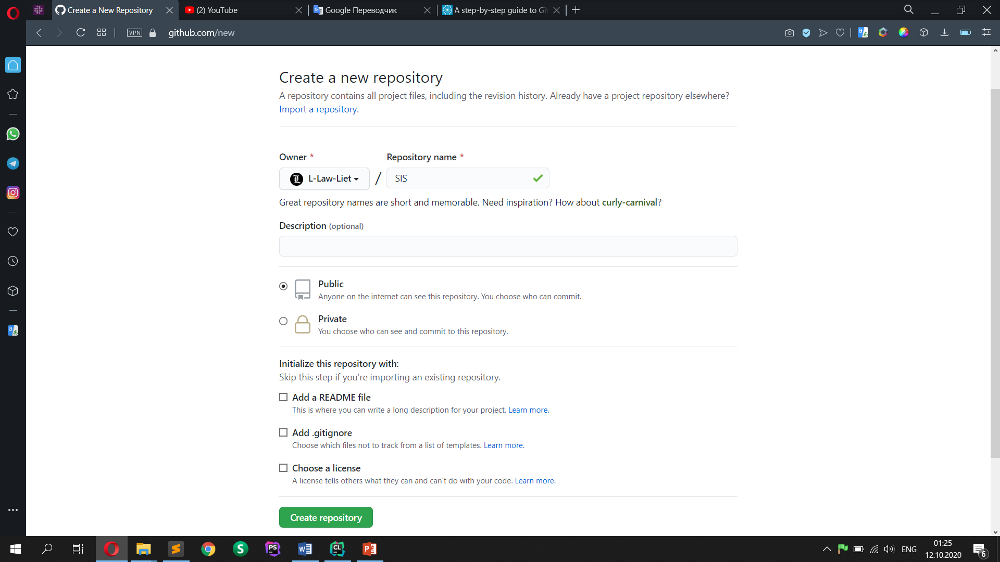 Create a New Repository
(2) YouTube
Google Переводчик
A step-by-step guide to Gi
VPN
github.com/new
Create a new repository
A repository contains all project files, including the revision history. Already have a project repository elsewhere?
Import a repository.
Owner *
Repository name *
L-Law-Liet
/
SIS
Great repository names are short and memorable. Need inspiration? How about curly-carnival?
Description (optional)
Public
Anyone on the internet can see this repository. You choose who can commit.
Private
You choose who can see and commit to this repository.
Initialize this repository with:
Skip this step if you’re importing an existing repository.
Add a README file
This is where you can write a long description for your project. Learn more.
Add .gitignore
Choose which files not to track from a list of templates. Learn more.
Choose a license
A license tells others what they can and can't do with your code. Learn more.
Create repository
ENG
01:25
12.10.2020
6